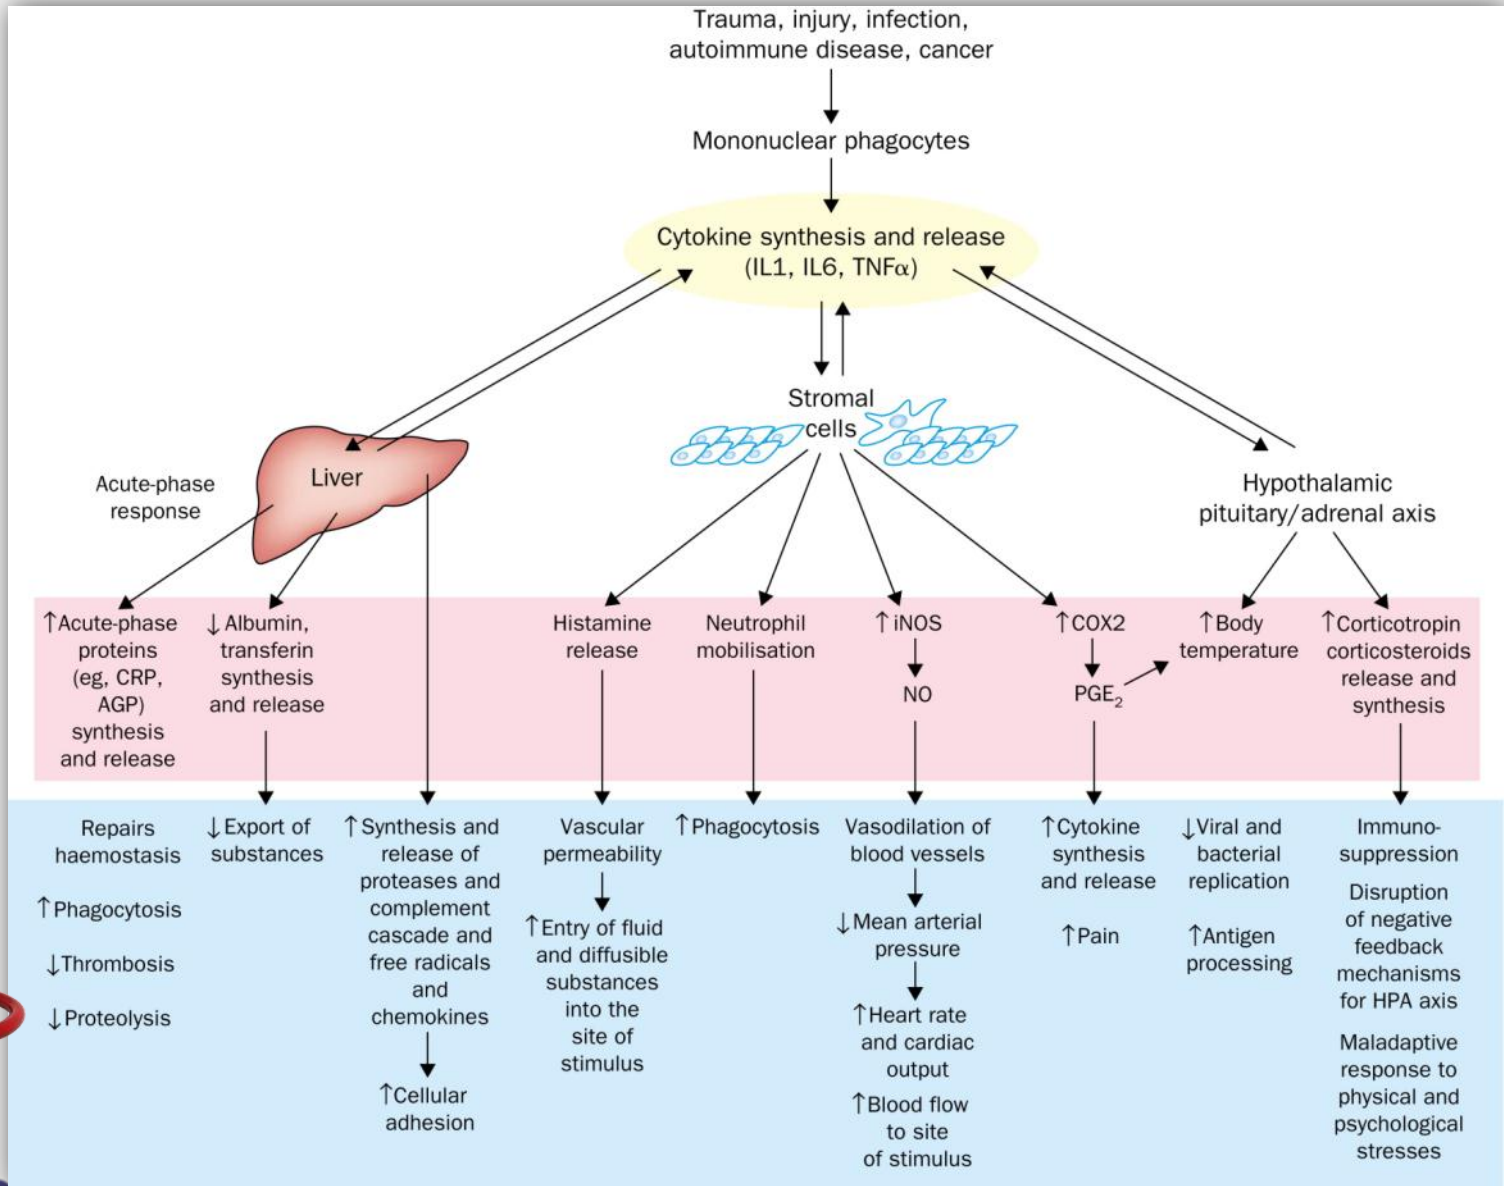 Trauma, injury, infection,
autoimmune disease, cancer
Mononuclear phagocytes
Cytokine synthesis and release
(IL1, IL6, TNFα)
Stromal
cells
Liver
Acute-phase
response
Hypothalamic
pituitary/adrenal axis
↑Acute-phase
proteins
(eg, CRP,
AGP)
synthesis
and release
↓Albumin,
transferin
synthesis
and release
Histamine
release
Neutrophil
mobilisation
↑iNOS
NO
↑COX2
PGE₂
↑Body
temperature
↑Corticotropin
corticosteroids
release and
synthesis
Repairs
haemostasis
↑Phagocytosis
↓Thrombosis
↓Proteolysis
↓Export of
substances
↑Synthesis and
release of
proteases and
complement
cascade and
free radicals
and
chemokines
↑Cellular
adhesion
Vascular
permeability
↑Entry of fluid
and diffusible
substances
into the
site of
stimulus
↑Phagocytosis
Vasodilation of
blood vessels
↓Mean arterial
pressure
↑Heart rate
and cardiac
output
↑Blood flow
to site
of stimulus
↑Cytokine
synthesis
and release
↑Pain
↓Viral and
bacterial
replication
↑Antigen
processing
Immuno-
suppression
Disruption
of negative
feedback
mechanisms
for HPA axis
Maladaptive
response to
physical and
psychological
stresses